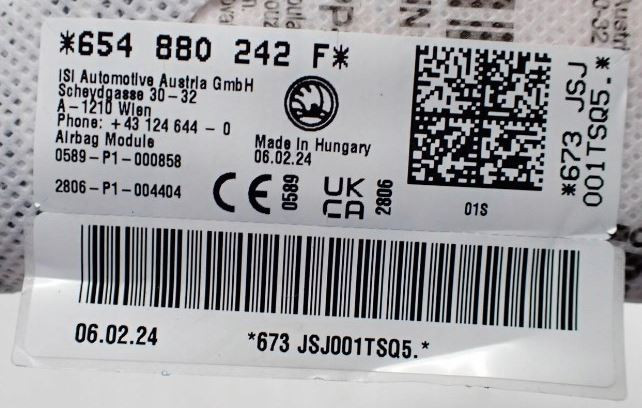 *654 880 242 F*
iSi Automotive Austria GmbH
Scheydgasse 30-32
A-1210 Wien
Phone: +43 124 644 - 0
Airbag Module
0589-P1-000858
2806-P1-004404
Made In Hungary
06.02.24
CE
0589
UK
CA
2806
01S
*673 JSJ
001TSQ5.*
06.02.24
*673 JSJ001TSQ5.*